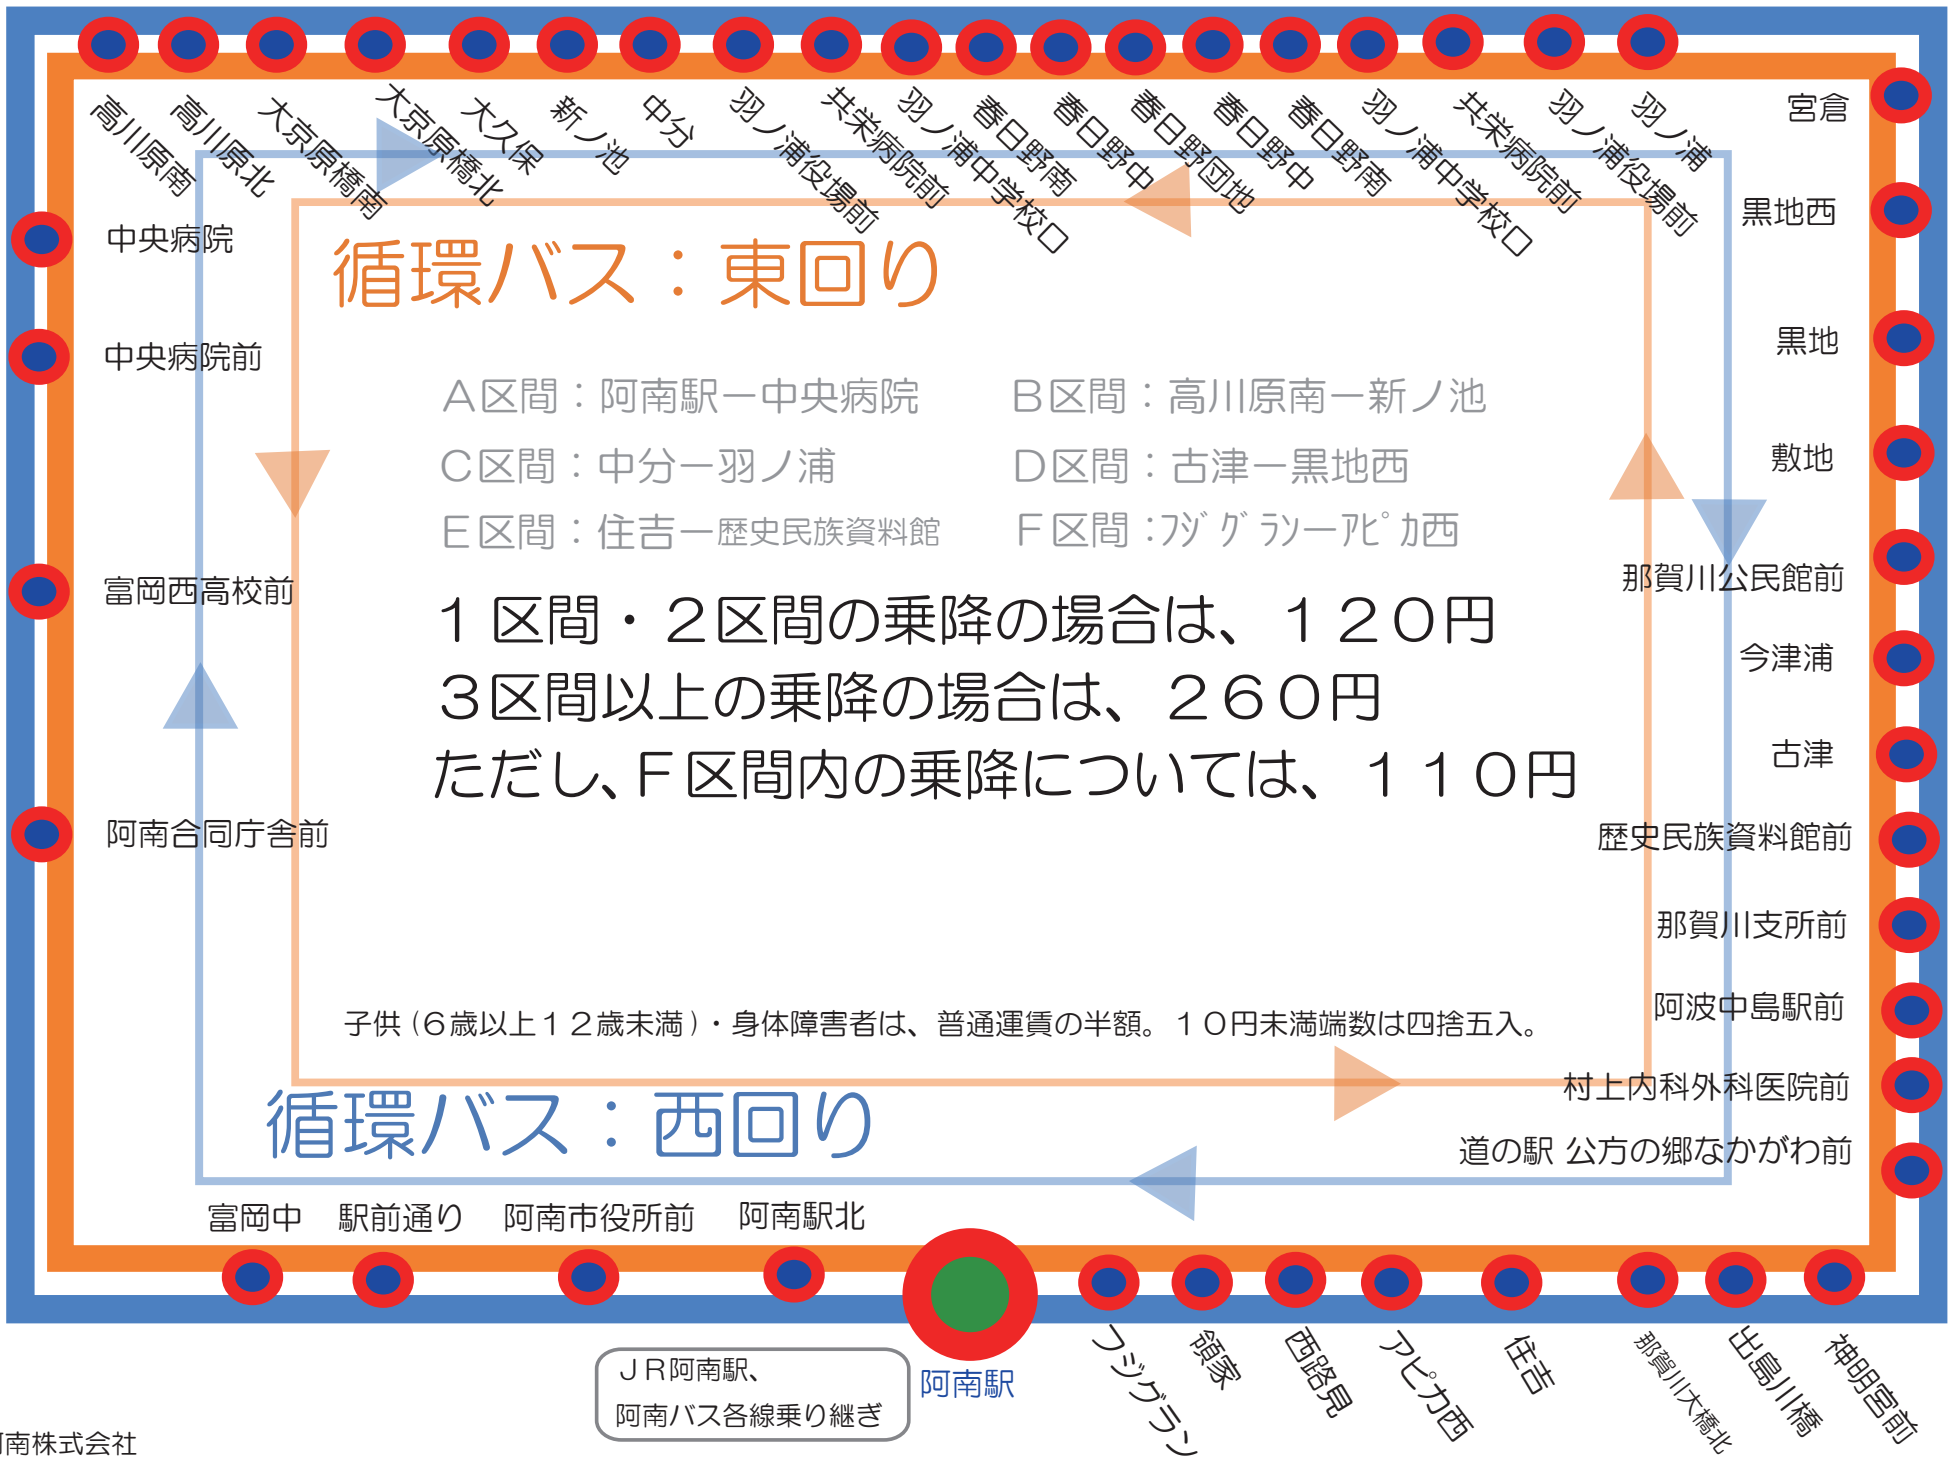 高川原南
高川原北
大京原橋南
大京原橋北
大久保
新ノ池
中分
羽ノ浦役場前
共栄病院前
羽ノ浦中学校口
春日野南
春日野中
春日野団地
春日野中
春日野南
羽ノ浦中学校口
共栄病院前
羽ノ浦役場前
羽ノ浦
宮倉
黒地西
黒地
敷地
那賀川公民館前
今津浦
古津
歴史民族資料館前
那賀川支所前
阿波中島駅前
村上内科外科医院前
道の駅 公方の郷なかがわ前
中央病院
中央病院前
富岡西高校前
阿南合同庁舎前
循環バス：東回り
A区間：阿南駅ー中央病院
B区間：高川原南ー新ノ池
C区間：中分ー羽ノ浦
D区間：古津ー黒地西
E区間：住吉ー歴史民族資料館
F区間：ﾌｼﾞｸﾞﾗﾝーｱﾋﾟｶ西
１区間・２区間の乗降の場合は、１２０円
３区間以上の乗降の場合は、２６０円
ただし、F区間内の乗降については、１１０円
子供(６歳以上１２歳未満)・身体障害者は、普通運賃の半額。１０円未満端数は四捨五入。
循環バス：西回り
富岡中
駅前通り
阿南市役所前
阿南駅北
阿南駅
フジグラン
領家
西路見
アピカ西
住吉
那賀川大橋北
出島川橋
神明宮前
ＪＲ阿南駅、
阿南バス各線乗り継ぎ
南株式会社